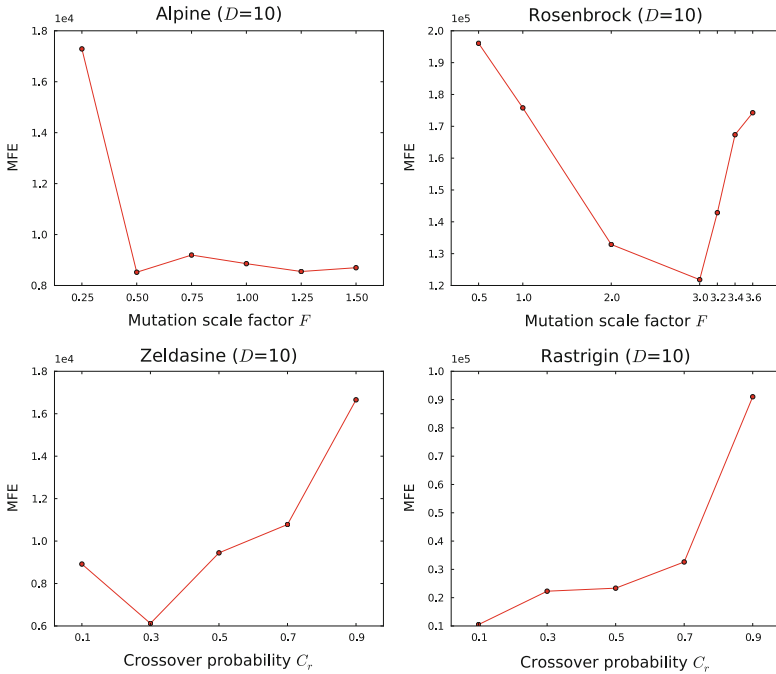 Alpine (D=10)
1e4
1.8
1.6
1.4
1.2
1.0
0.8
MFE
0.25 0.50 0.75 1.00 1.25 1.50
Mutation scale factor F
Rosenbrock (D=10)
1e5
2.0
1.9
1.8
1.7
1.6
1.5
1.4
1.3
1.2
MFE
0.5 1.0 2.0 3.0 3.2 3.4 3.6
Mutation scale factor F
Zeldasine (D=10)
1e4
1.8
1.6
1.4
1.2
1.0
0.8
0.6
MFE
0.1 0.3 0.5 0.7 0.9
Crossover probability Cr
Rastrigin (D=10)
1e5
1.0
0.9
0.8
0.7
0.6
0.5
0.4
0.3
0.2
0.1
MFE
0.1 0.3 0.5 0.7 0.9
Crossover probability Cr